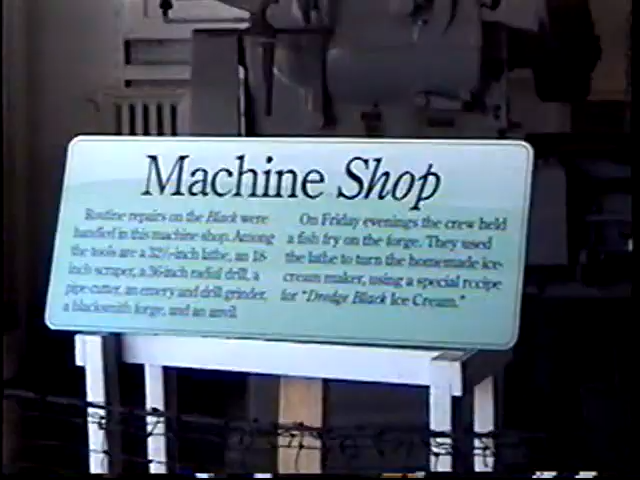 Machine Shop
Routine repairs on the Black were
handled in this machine shop. Among
the tools are a lathe, an 18-
inch scraper, a 36-inch radial drill, a
pipe-cutter, an emery and drill grinder,
a blacksmith forge, and an anvil.
On Friday evenings the crew held
a fish fry on the forge. They used
the lathe to turn the homemade ice-
cream maker, using a special recipe
for "Dredge Black Ice Cream."